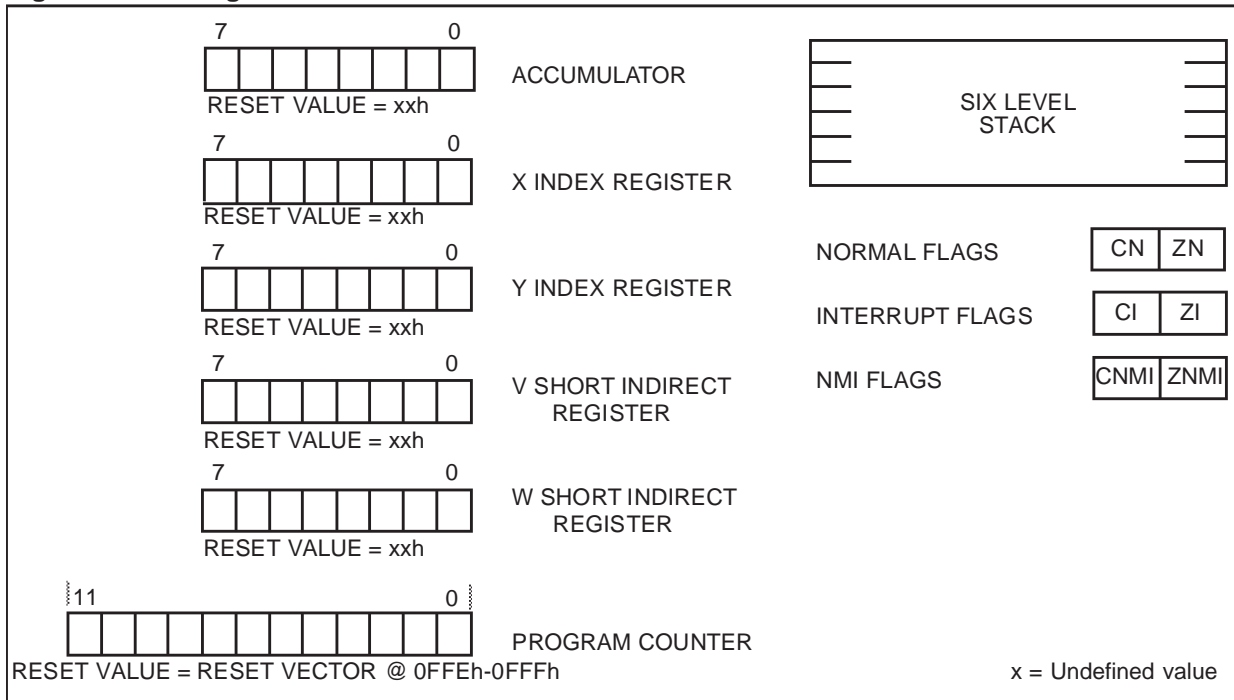 7 0
ACCUMULATOR
RESET VALUE = xxh
7 0
X INDEX REGISTER
RESET VALUE = xxh
7 0
Y INDEX REGISTER
RESET VALUE = xxh
7 0
V SHORT INDIRECT
REGISTER
RESET VALUE = xxh
7 0
W SHORT INDIRECT
REGISTER
RESET VALUE = xxh
11 0
PROGRAM COUNTER
RESET VALUE = RESET VECTOR @ 0FFEh-0FFFh
SIX LEVEL
STACK
NORMAL FLAGS CN ZN
INTERRUPT FLAGS CI ZI
NMI FLAGS CNMI ZNMI
x = Undefined value